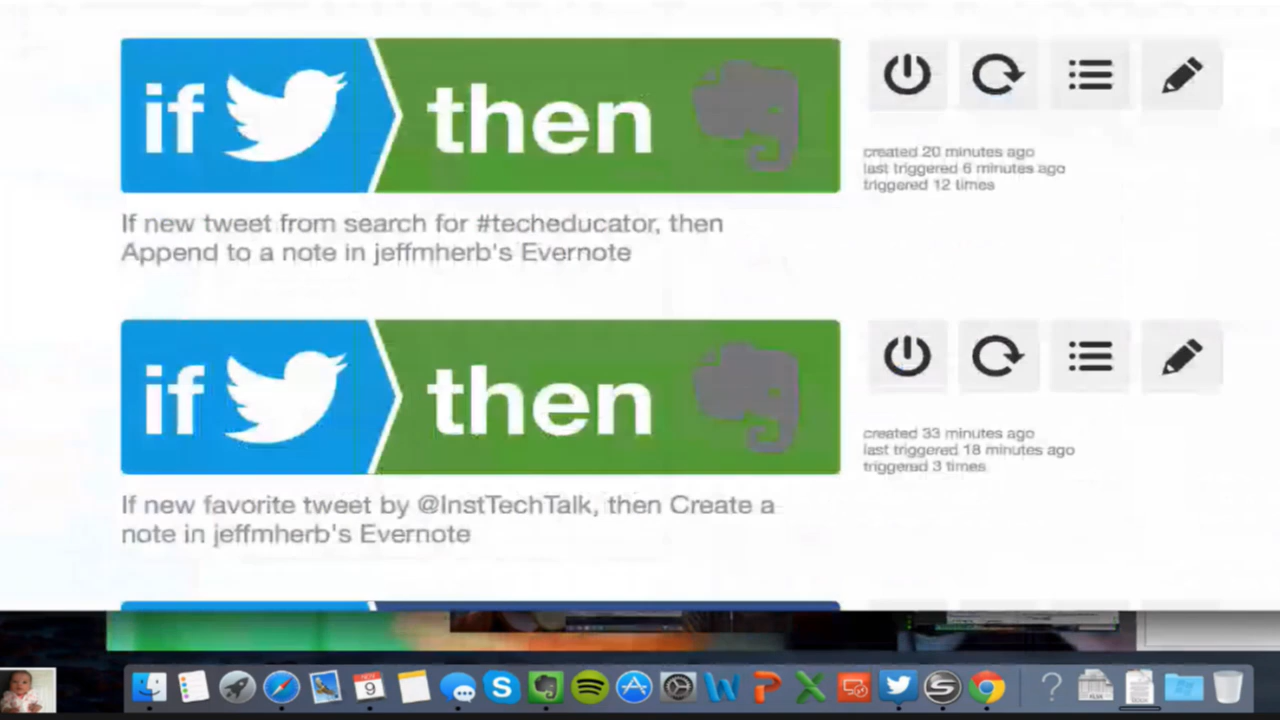 if then
created 20 minutes ago
last triggered 6 minutes ago
triggered 12 times
If new tweet from search for #techeducator, then
Append to a note in jeffmherb's Evernote
if then
created 33 minutes ago
last triggered 18 minutes ago
triggered 3 times
If new favorite tweet by @InstTechTalk, then Create a
note in jeffmherb's Evernote
NOV
9